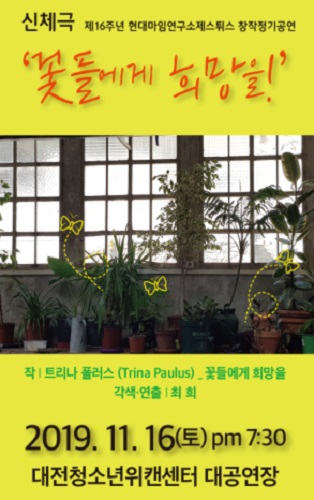 신체극 제16주년 현대마임연구소제스튀스 창작정기공연
'꽃들에게 희망을!'
작 | 트리나 폴러스 (Trina Paulus) _ 꽃들에게 희망을
각색·연출 | 최 희
2019. 11. 16(토) pm 7:30
대전청소년위캔센터 대공연장